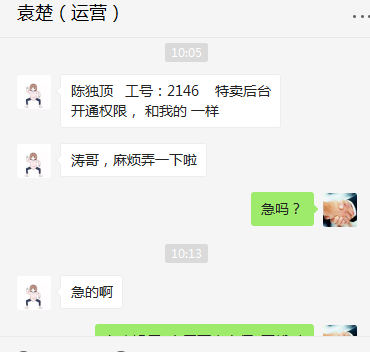 袁楚（运营）
10:05
陈独顶 工号：2146 特卖后台
开通权限， 和我的 一样
涛哥，麻烦弄一下啦
急吗？
10:13
急的啊